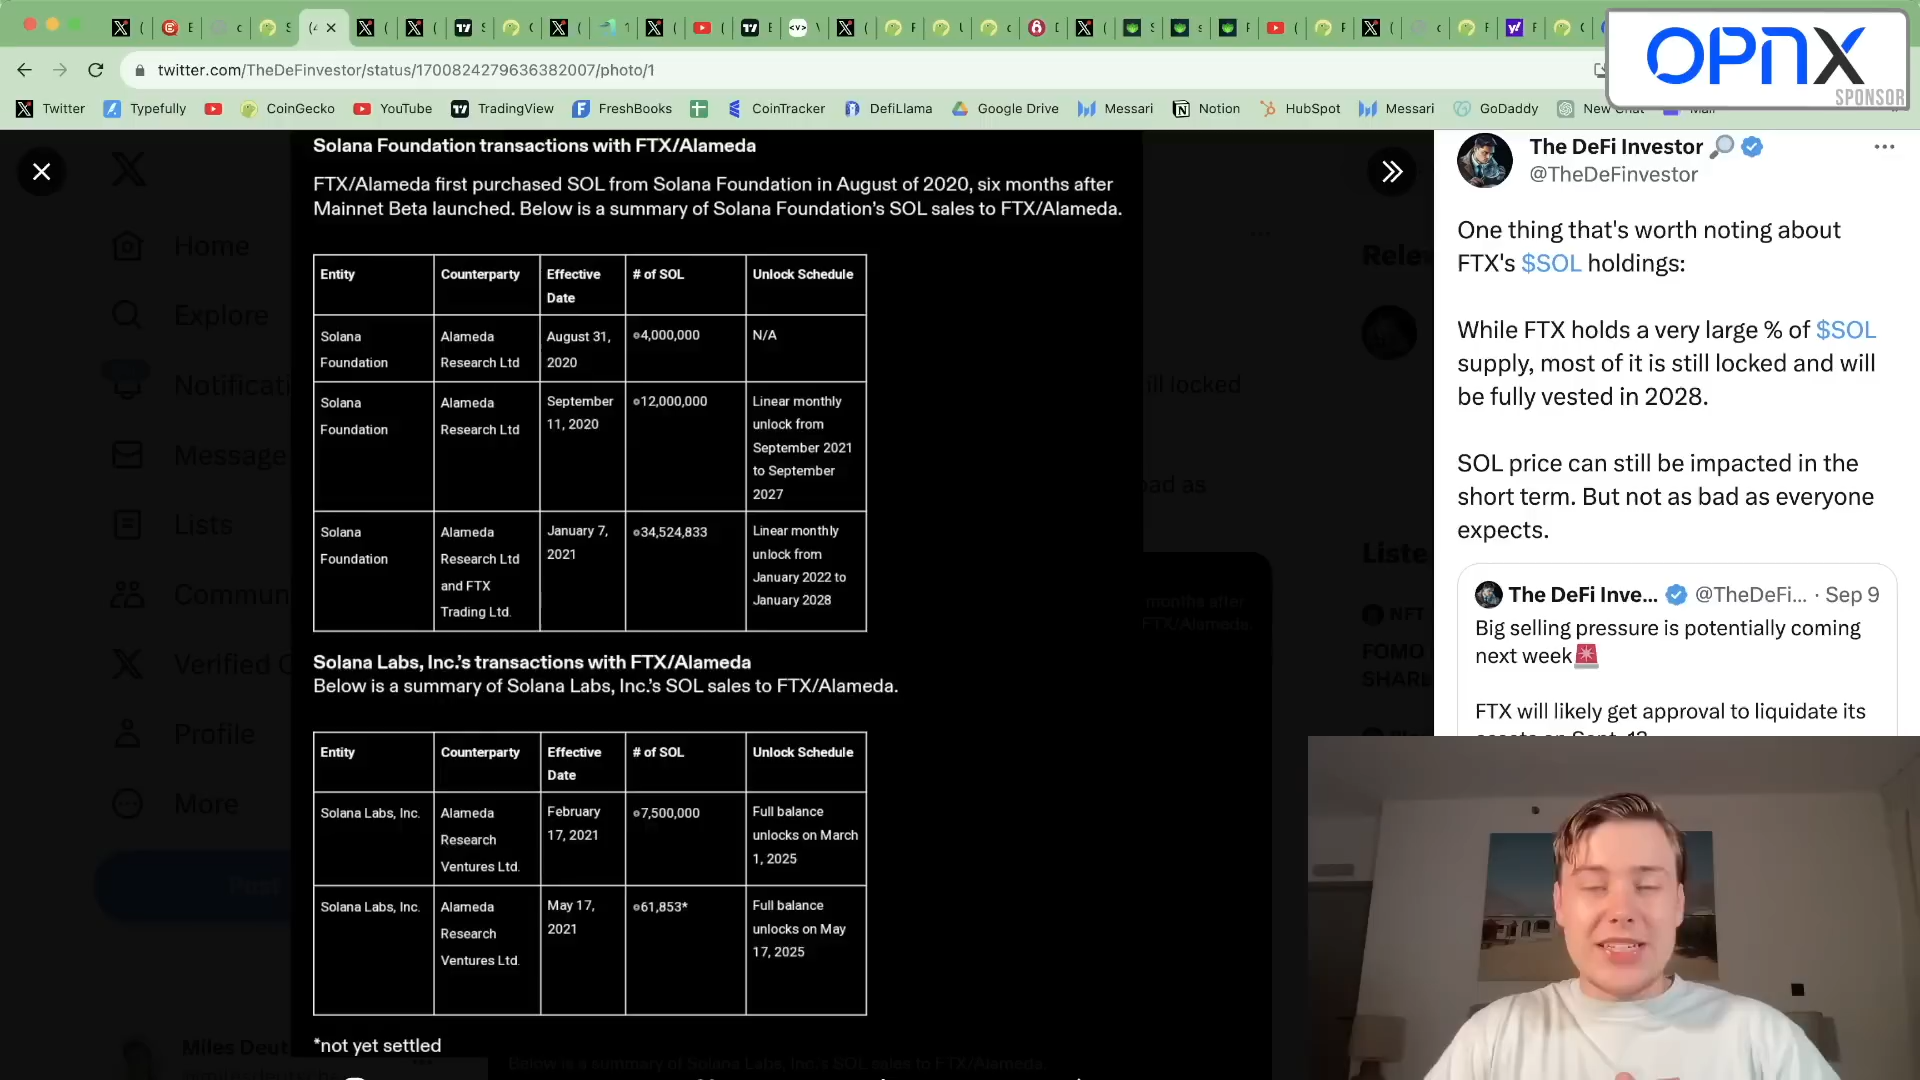 OPNX
SPONSOR
twitter.com/TheDeFinvestor/status/1700824279636382007/photo/1
Twitter Typefully CoinGecko YouTube TradingView FreshBooks CoinTracker DefiLlama Google Drive Messari Notion HubSpot Messari GoDaddy New Chat
Solana Foundation transactions with FTX/Alameda
FTX/Alameda first purchased SOL from Solana Foundation in August of 2020, six months after
Mainnet Beta launched. Below is a summary of Solana Foundation's SOL sales to FTX/Alameda.
Entity Counterparty Effective Date # of SOL Unlock Schedule
Solana Foundation Alameda Research Ltd August 31, 2020 4,000,000 N/A
Solana Foundation Alameda Research Ltd September 11, 2020 12,000,000 Linear monthly unlock from September 2021 to September 2027
Solana Foundation Alameda Research Ltd and FTX Trading Ltd. January 7, 2021 34,524,833 Linear monthly unlock from January 2022 to January 2028
Solana Labs, Inc.'s transactions with FTX/Alameda
Below is a summary of Solana Labs, Inc.'s SOL sales to FTX/Alameda.
Entity Counterparty Effective Date # of SOL Unlock Schedule
Solana Labs, Inc. Alameda Research Ventures Ltd. February 17, 2021 7,500,000 Full balance unlocks on March 1, 2025
Solana Labs, Inc. Alameda Research Ventures Ltd. May 17, 2021 61,853* Full balance unlocks on May 17, 2025
*not yet settled
Home
Explore
Lists
Profile
More
Post
The DeFi Investor
@TheDeFinvestor
One thing that's worth noting about
FTX's $SOL holdings:
While FTX holds a very large % of $SOL
supply, most of it is still locked and will
be fully vested in 2028.
SOL price can still be impacted in the
short term. But not as bad as everyone
expects.
The DeFi Inve... @TheDeFi... · Sep 9
Big selling pressure is potentially coming
next week
FTX will likely get approval to liquidate its